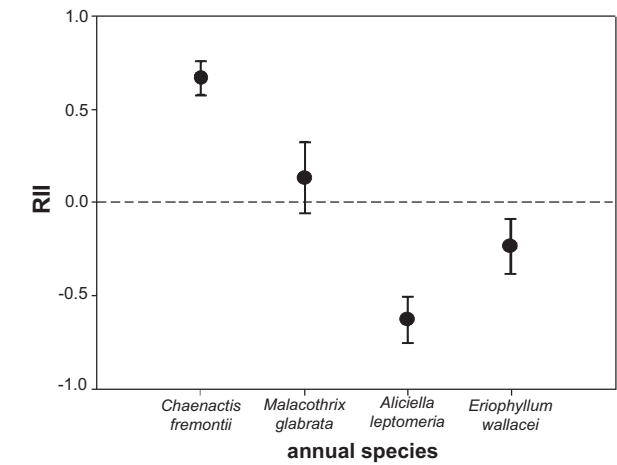 1.0
0.5
0.0
-0.5
-1.0
RII
Chaenactis fremontii
Malacothrix glabrata
Aliciella leptomeria
Eriophyllum wallacei
annual species